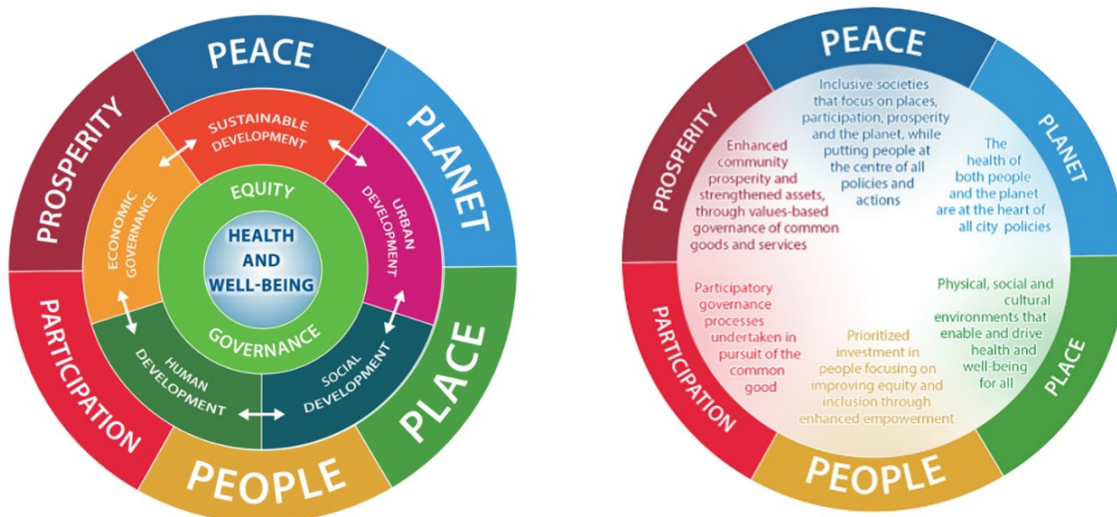 PEACE
PLANET
PLACE
PEOPLE
PARTICIPATION
PROSPERITY
SUSTAINABLE
DEVELOPMENT
URBAN
DEVELOPMENT
SOCIAL
DEVELOPMENT
HUMAN
DEVELOPMENT
ECONOMIC
GOVERNANCE
EQUITY
HEALTH
AND
WELL-BEING
GOVERNANCE
PEACE
Inclusive societies
that focus on places,
participation, prosperity
and the planet, while
putting people at
the centre of all
policies and
actions
PLANET
The
health of
both people
and the planet
are at the heart of
all city policies
PLACE
Physical, social and
cultural
environments that
enable and drive
health and
well-being
for all
PEOPLE
Prioritized
investment in
people focusing on
improving equity and
inclusion through
enhanced empowerment
PARTICIPATION
Participatory
governance
processes
undertaken in
pursuit of the
common
good
PROSPERITY
Enhanced
community
prosperity and
strengthened assets,
through values-based
governance of common
goods and services